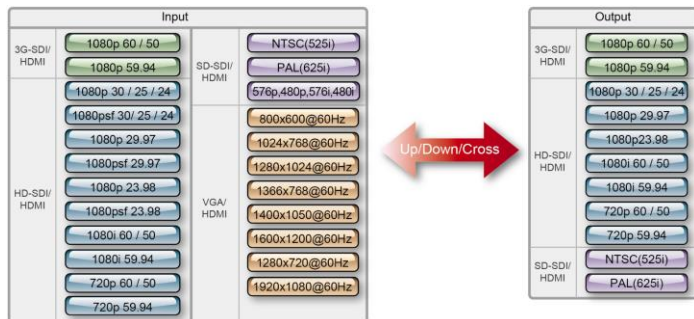 Input
3G-SDI/
HDMI
1080p 60 / 50
1080p 59.94
HD-SDI/
HDMI
1080p 30 / 25 / 24
1080psf 30/ 25 / 24
1080p 29.97
1080psf 29.97
1080p 23.98
1080psf 23.98
1080i 60 / 50
1080i 59.94
720p 60 / 50
720p 59.94
SD-SDI/
HDMI
NTSC(525i)
PAL(625i)
576p,480p,576i,480i
VGA/
HDMI
800x600@60Hz
1024x768@60Hz
1280x1024@60Hz
1366x768@60Hz
1400x1050@60Hz
1600x1200@60Hz
1280x720@60Hz
1920x1080@60Hz
Up/Down/Cross
Output
3G-SDI/
HDMI
1080p 60 / 50
1080p 59.94
HD-SDI/
HDMI
1080p 30 / 25 / 24
1080p 29.97
1080p23.98
1080i 60 / 50
1080i 59.94
720p 60 / 50
720p 59.94
SD-SDI/
HDMI
NTSC(525i)
PAL(625i)